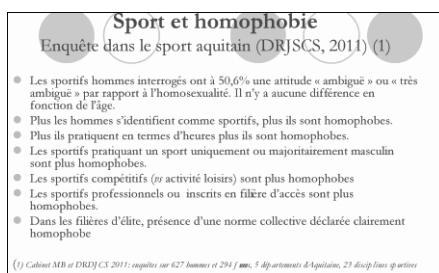 Sport et homophobie
Enquête dans le sport aquitain (DRJSCS, 2011) (1)
Les sportifs hommes interrogés ont à 50,6% une attitude « ambiguë » ou « très
ambiguë » par rapport à l'homosexualité. Il n'y a aucune différence en
fonction de l'âge.
Plus les hommes s'identifient comme sportifs, plus ils sont homophobes.
Plus ils pratiquent en termes d'heures plus ils sont homophobes.
Les sportifs pratiquant un sport uniquement ou majoritairement masculin
sont plus homophobes.
Les sportifs compétitifs (vs activité loisirs) sont plus homophobes
Les sportifs professionnels ou inscrits en filière d'accès sont plus
homophobes.
Dans les filières d'élite, présence d'une norme collective déclarée clairement
homophobe
(1) Cabinet MB et DRDJCS 2011: enquêtes sur 627 hommes et 294 f, 5 départements d'Aquitaine, 23 disciplines sportives